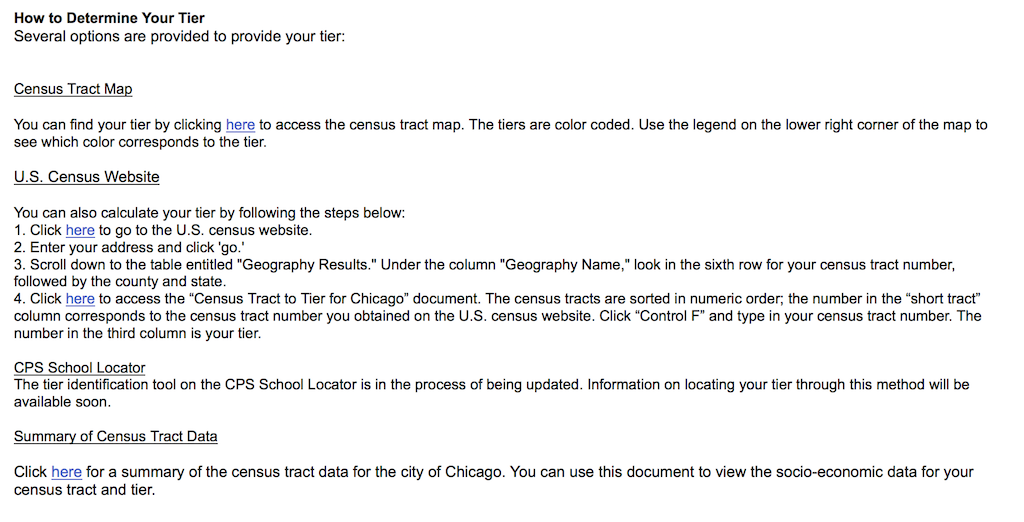 How to Determine Your Tier
Several options are provided to provide your tier:
Census Tract Map
You can find your tier by clicking here to access the census tract map. The tiers are color coded. Use the legend on the lower right corner of the map to
see which color corresponds to the tier.
U.S. Census Website
You can also calculate your tier by following the steps below:
1. Click here to go to the U.S. census website.
2. Enter your address and click 'go.'
3. Scroll down to the table entitled "Geography Results." Under the column "Geography Name," look in the sixth row for your census tract number,
followed by the county and state.
4. Click here to access the “Census Tract to Tier for Chicago” document. The census tracts are sorted in numeric order; the number in the “short tract”
column corresponds to the census tract number you obtained on the U.S. census website. Click “Control F” and type in your census tract number. The
number in the third column is your tier.
CPS School Locator
The tier identification tool on the CPS School Locator is in the process of being updated. Information on locating your tier through this method will be
available soon.
Summary of Census Tract Data
Click here for a summary of the census tract data for the city of Chicago. You can use this document to view the socio-economic data for your
census tract and tier.